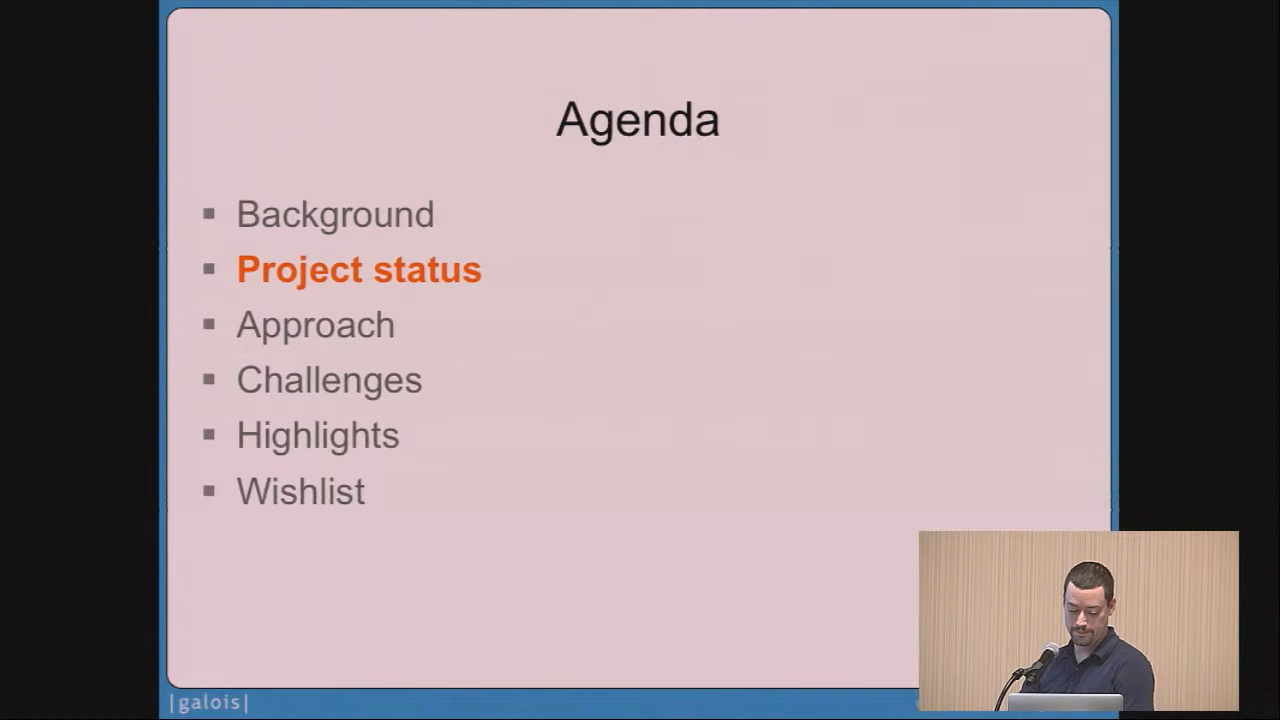 Agenda
▪ Background
▪ Project status
▪ Approach
▪ Challenges
▪ Highlights
▪ Wishlist
|galois|